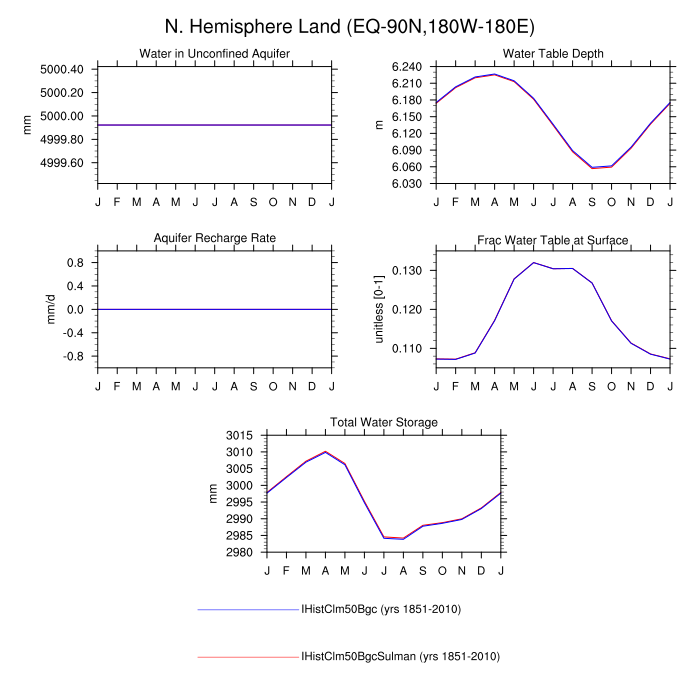 N. Hemisphere Land (EQ-90N,180W-180E)
Water in Unconfined Aquifer
5000.40
5000.20
5000.00
4999.80
4999.60
mm
J F M A M J J A S O N D J
Water Table Depth
6.240
6.210
6.180
6.150
6.120
6.090
6.060
6.030
m
J F M A M J J A S O N D J
Aquifer Recharge Rate
0.8
0.4
0.0
-0.4
-0.8
mm/d
J F M A M J J A S O N D J
Frac Water Table at Surface
0.130
0.120
0.110
unitless [0-1]
J F M A M J J A S O N D J
Total Water Storage
3015
3010
3005
3000
2995
2990
2985
2980
mm
J F M A M J J A S O N D J
IHistClm50Bgc (yrs 1851-2010)
IHistClm50BgcSulman (yrs 1851-2010)